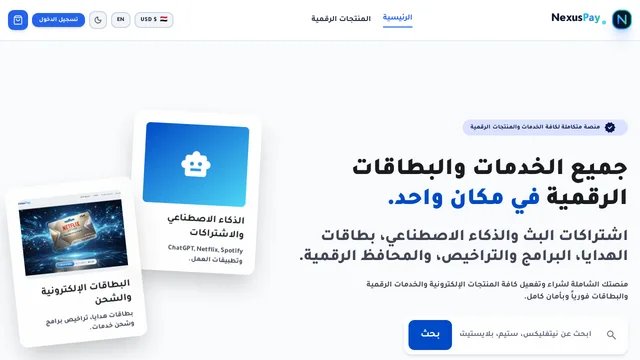 NexusPay
الرئيسية
المنتجات الرقمية
USD $
EN
تسجيل الدخول
منصة متكاملة لكافة الخدمات والمنتجات الرقمية
جميع الخدمات والبطاقات
الرقمية في مكان واحد.
اشتراكات البث والذكاء الاصطناعي، بطاقات
الهدايا، البرامج والتراخيص، والمحافظ الرقمية.
منصتك الشاملة لشراء وتفعيل كافة المنتجات الإلكترونية والخدمات الرقمية
والبطاقات فورياً وبأمان كامل.
ابحث عن نيتفليكس، ستيم، بلايستيت
بحث
الذكاء الاصطناعي
والاشتراكات
ChatGPT, Netflix, Spotify
وتطبيقات العمل.
NETFLIX
البطاقات الإلكترونية
والشحن
بطاقات هدايا، تراخيص برامج
وشحن خدمات.